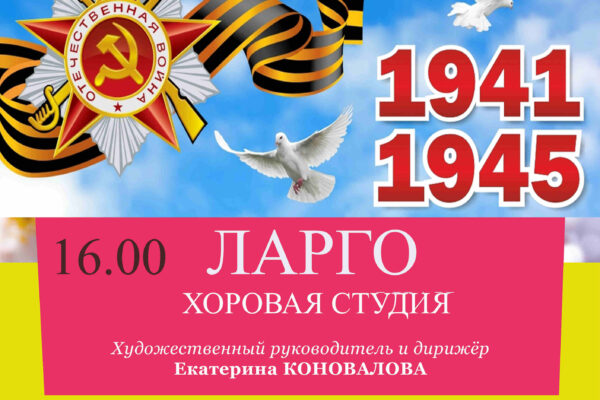 ОТЕЧЕСТВЕННАЯ ВОЙНА
1941
1945
16.00 ЛАРГО
ХОРОВАЯ СТУДИЯ
Художественный руководитель и дирижёр
Екатерина КОНОВАЛОВА